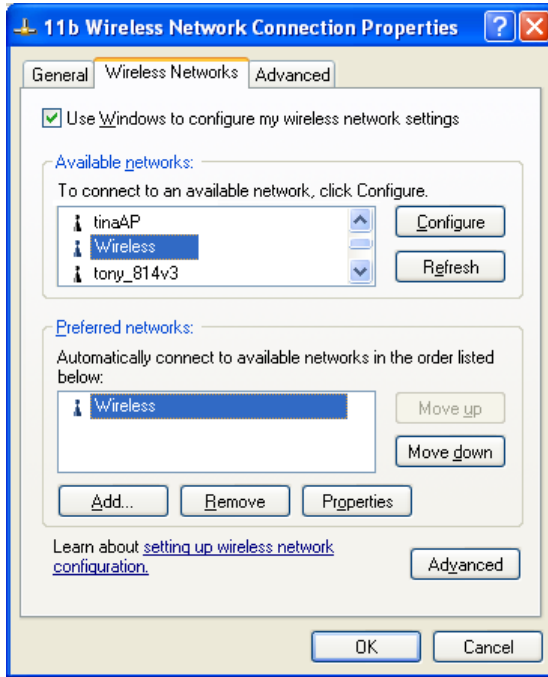 11b Wireless Network Connection Properties
General Wireless Networks Advanced
Use Windows to configure my wireless network settings
Available networks:
To connect to an available network, click Configure.
tinaAP
Wireless
tony_814v3
Configure
Refresh
Preferred networks:
Automatically connect to available networks in the order listed
below:
Wireless
Move up
Move down
Add... Remove Properties
Learn about setting up wireless network
configuration.
Advanced
OK Cancel